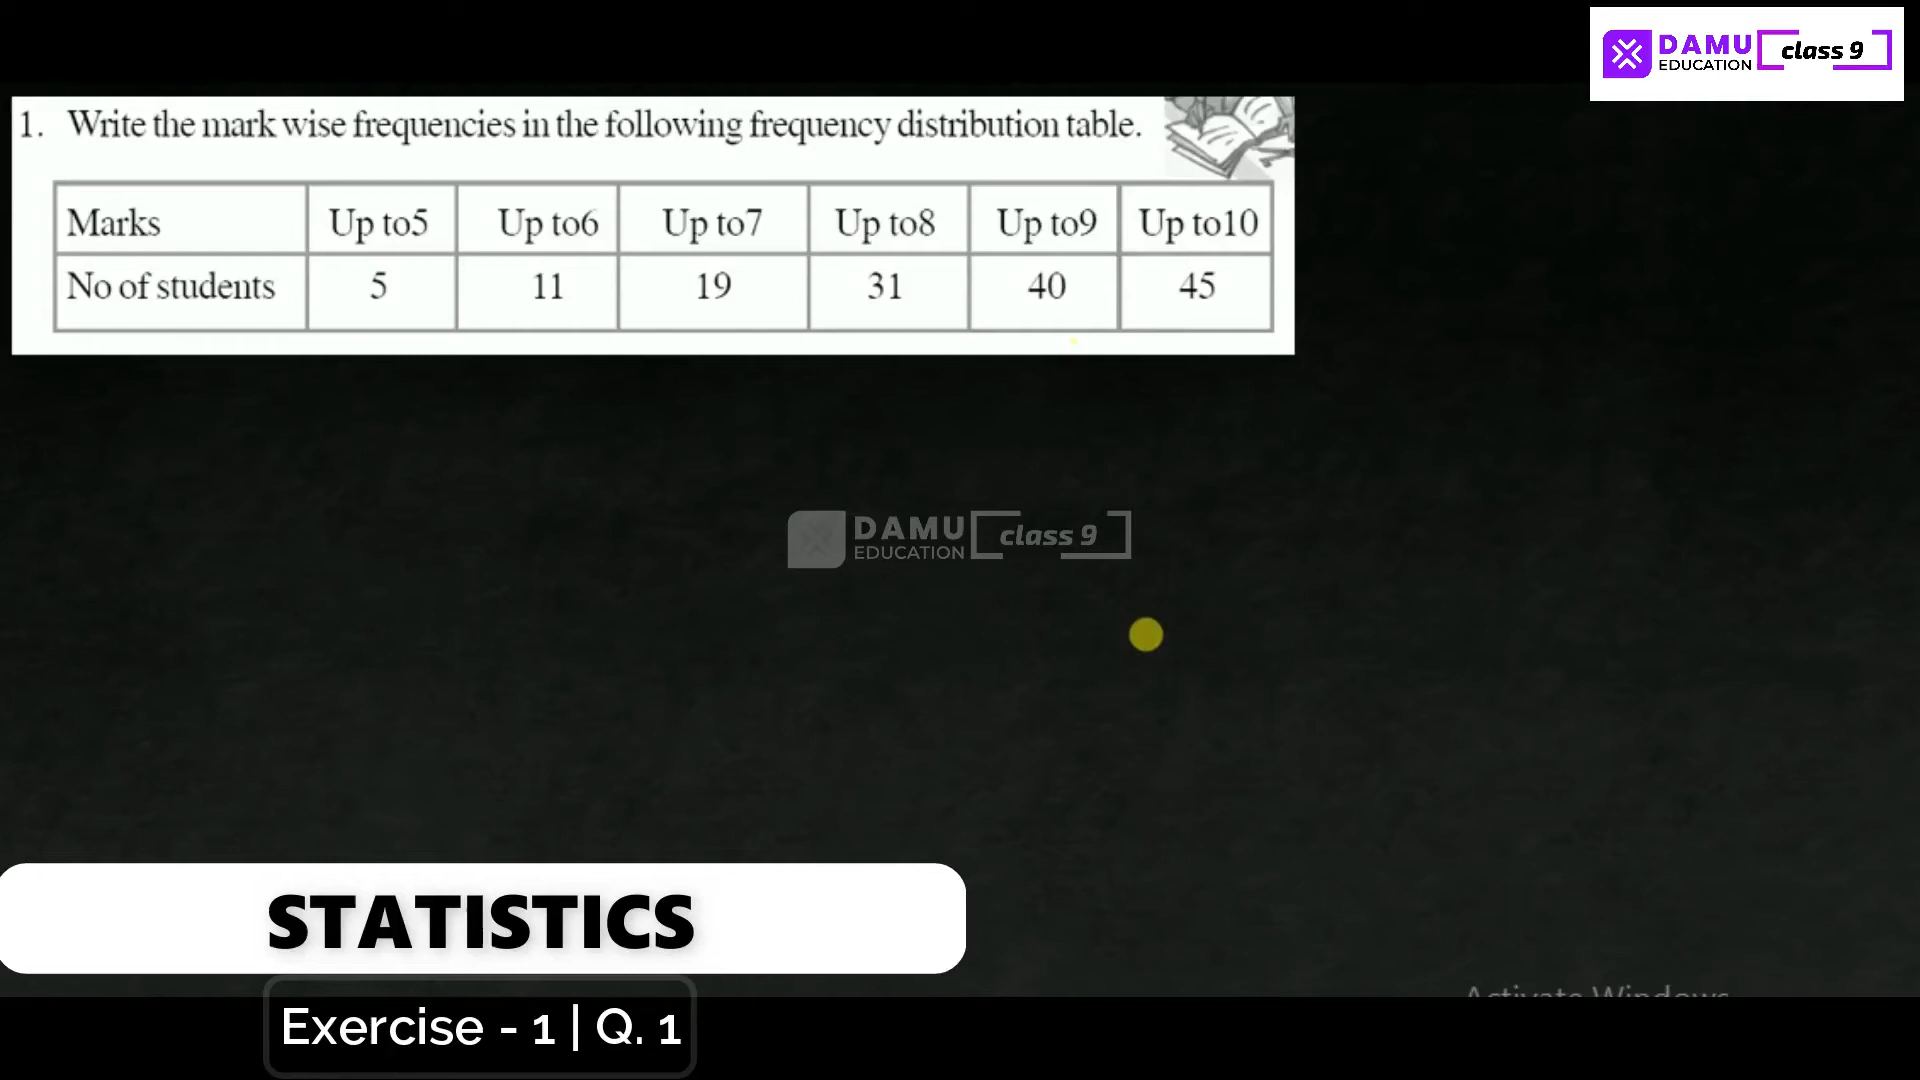 DAMU
EDUCATION
class 9
1. Write the mark wise frequencies in the following frequency distribution table.
Marks Up to5 Up to6 Up to7 Up to8 Up to9 Up to10
No of students 5 11 19 31 40 45
DAMU
EDUCATION
class 9
STATISTICS
Activate Windows
Exercise - 1 | Q. 1